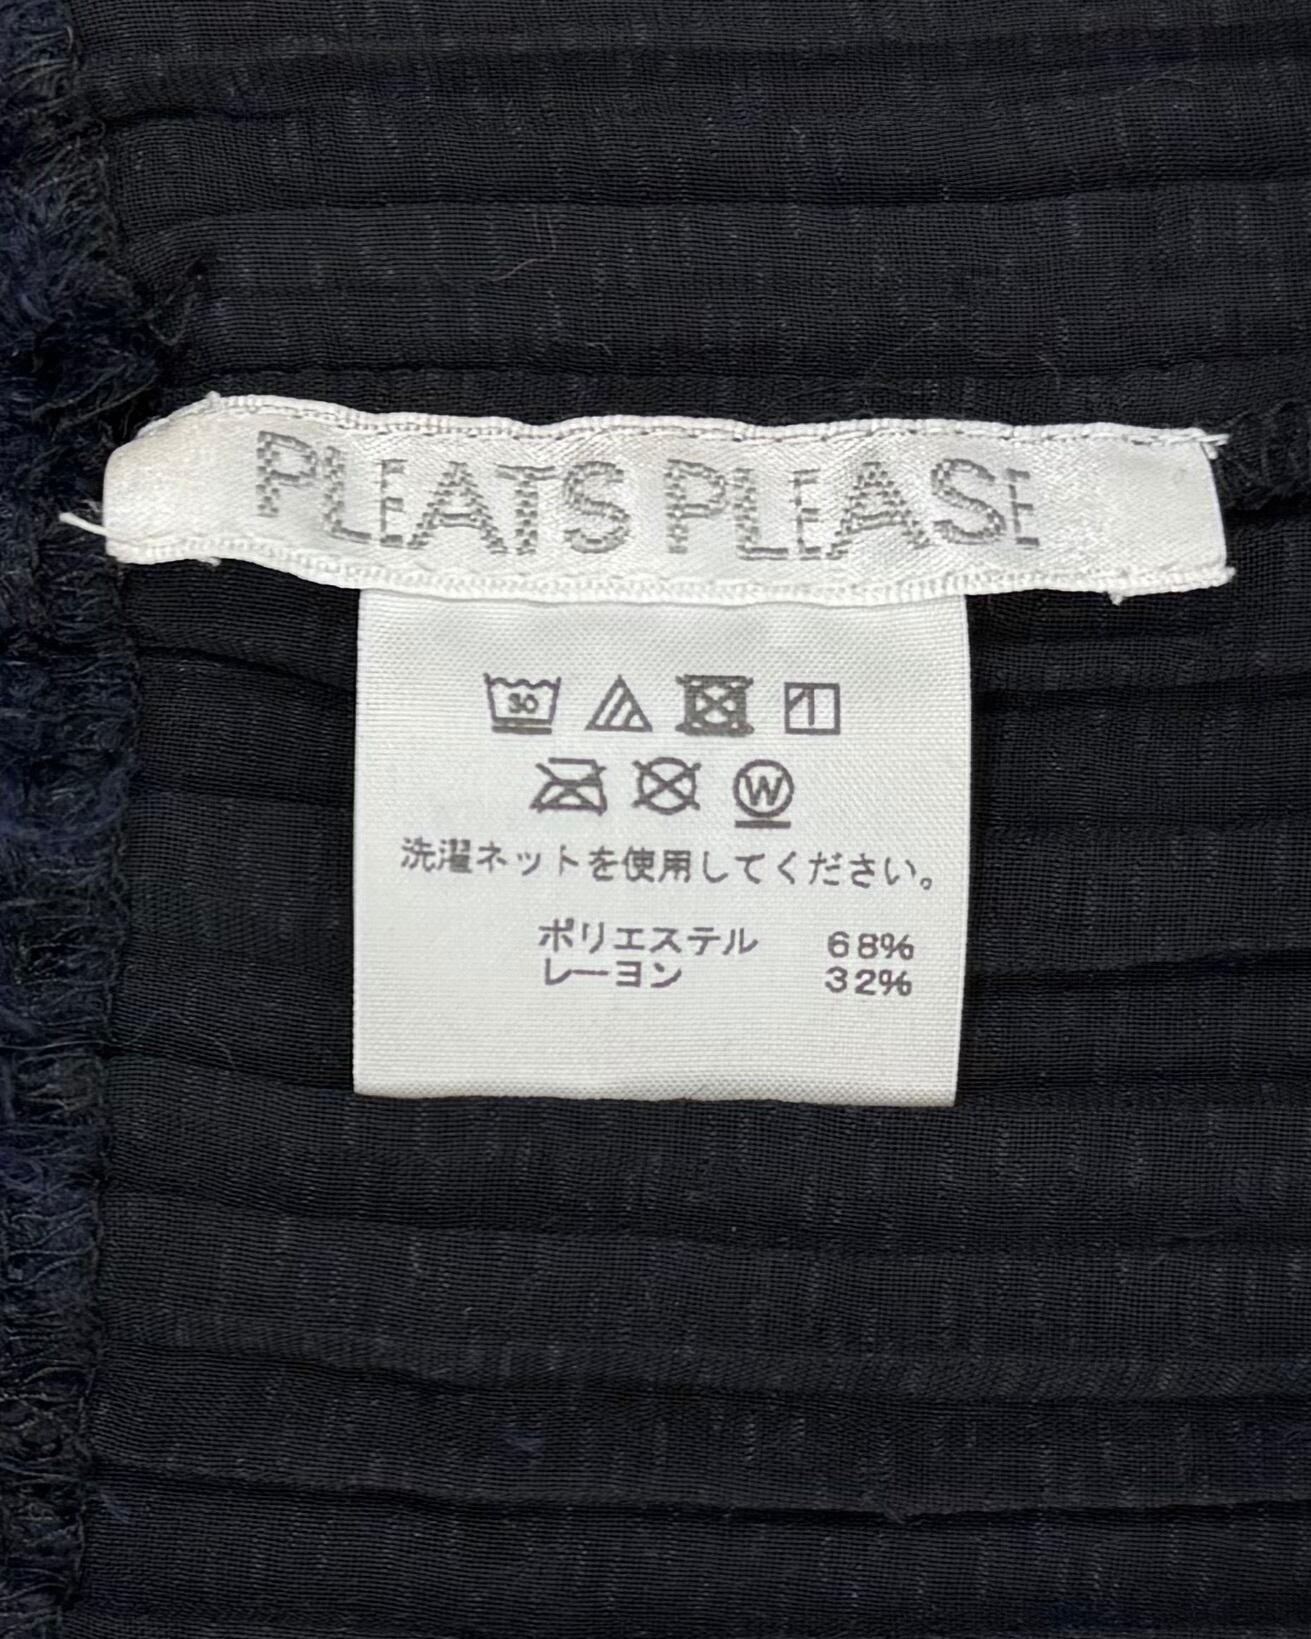 PLEATS PLEASE
30
W
洗濯ネットを使用してください。
ポリエステル 68%
レーヨン 32%